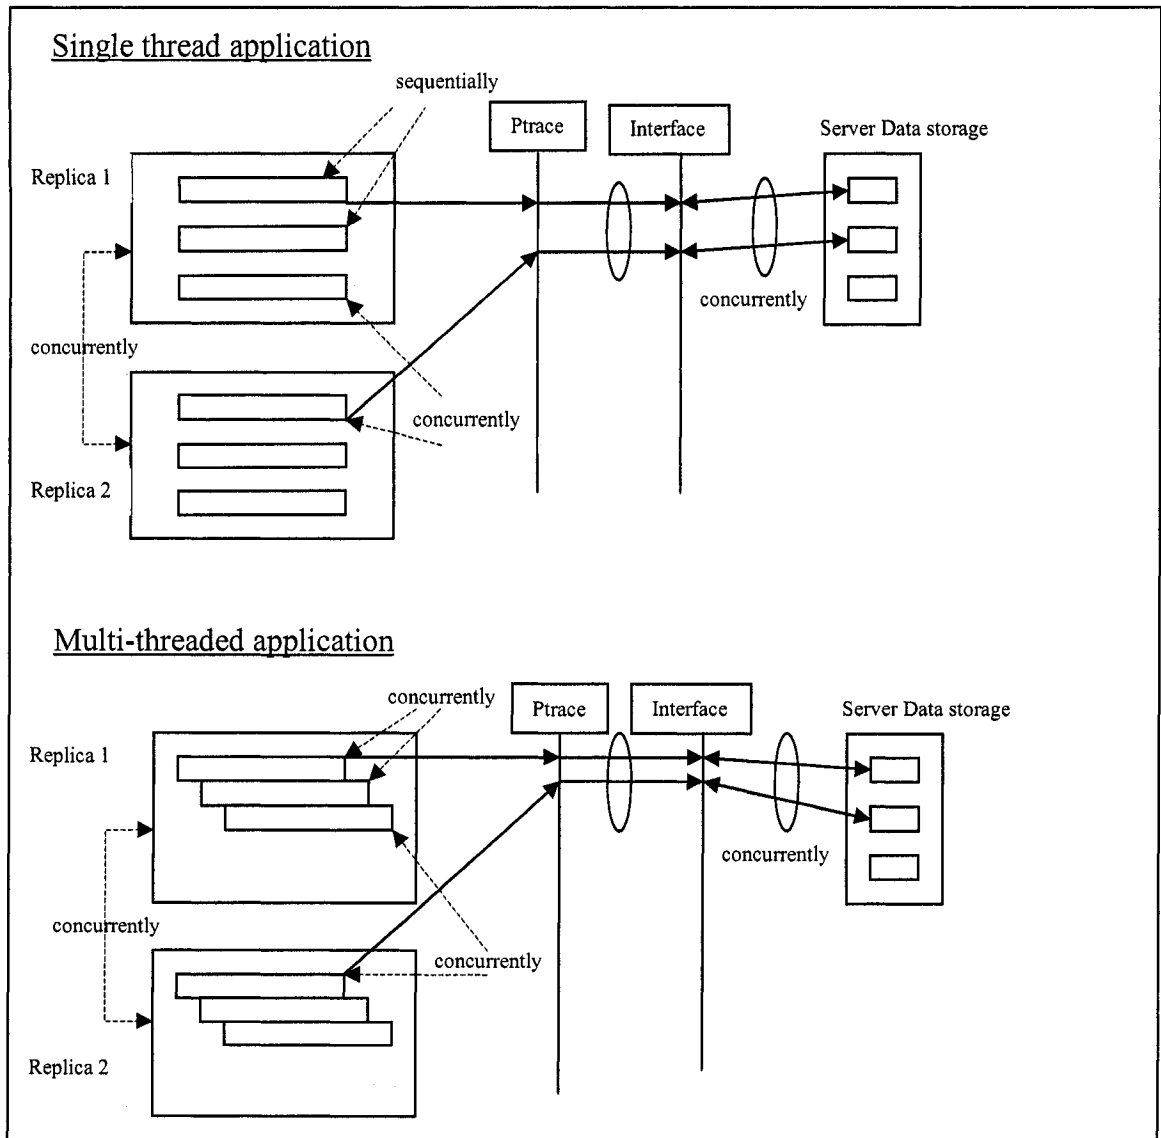 Single thread application
sequentially
Ptrace
Interface
Server Data storage
Replica 1
concurrently
concurrently
concurrently
Replica 2
Multi-threaded application
concurrently
Ptrace
Interface
Server Data storage
Replica 1
concurrently
concurrently
concurrently
Replica 2